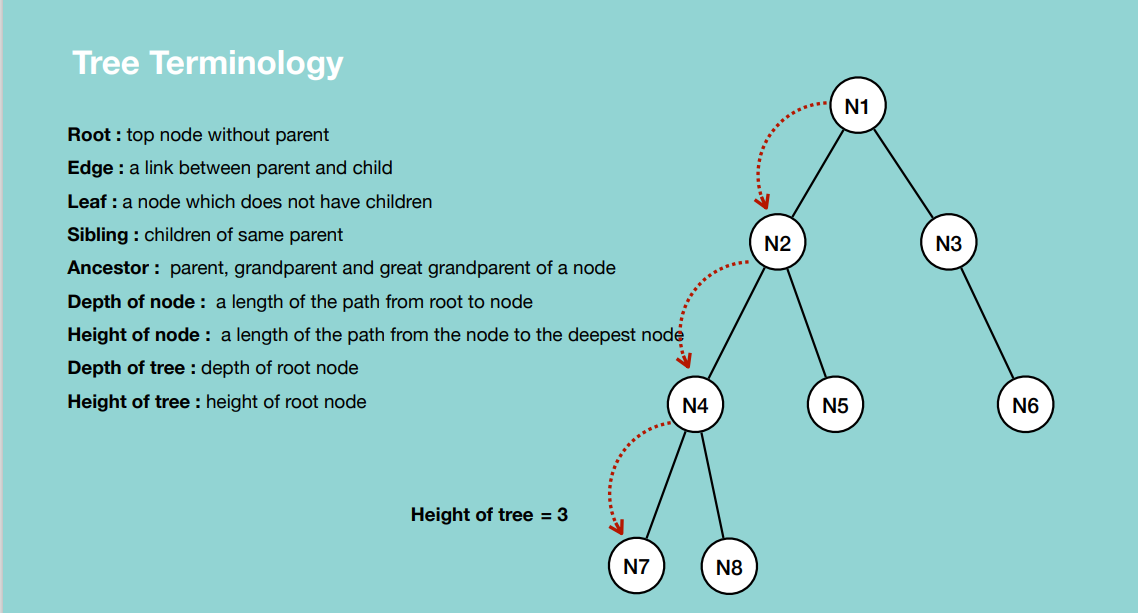 Tree Terminology
Root : top node without parent
Edge : a link between parent and child
Leaf : a node which does not have children
Sibling : children of same parent
Ancestor :  parent, grandparent and great grandparent of a node
Depth of node :  a length of the path from root to node
Height of node :  a length of the path from the node to the deepest node
Depth of tree : depth of root node
Height of tree : height of root node
N1
N2
N3
N4
N5
N6
Height of tree  = 3
N7
N8